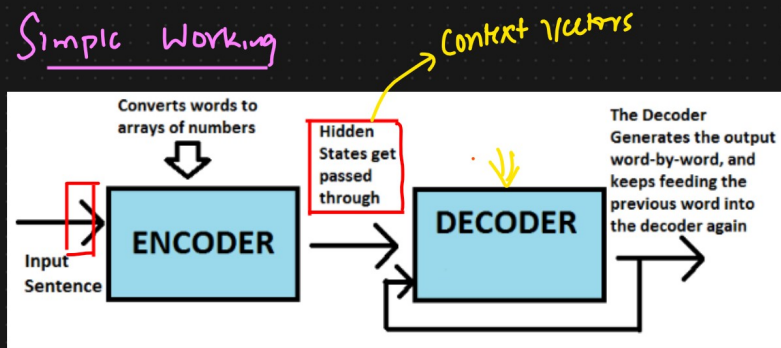 Simple Working
Context Vectors
Converts words to
arrays of numbers
Hidden
States get
passed
through
The Decoder
Generates the output
word-by-word, and
keeps feeding the
previous word into
the decoder again
ENCODER
DECODER
Input
Sentence